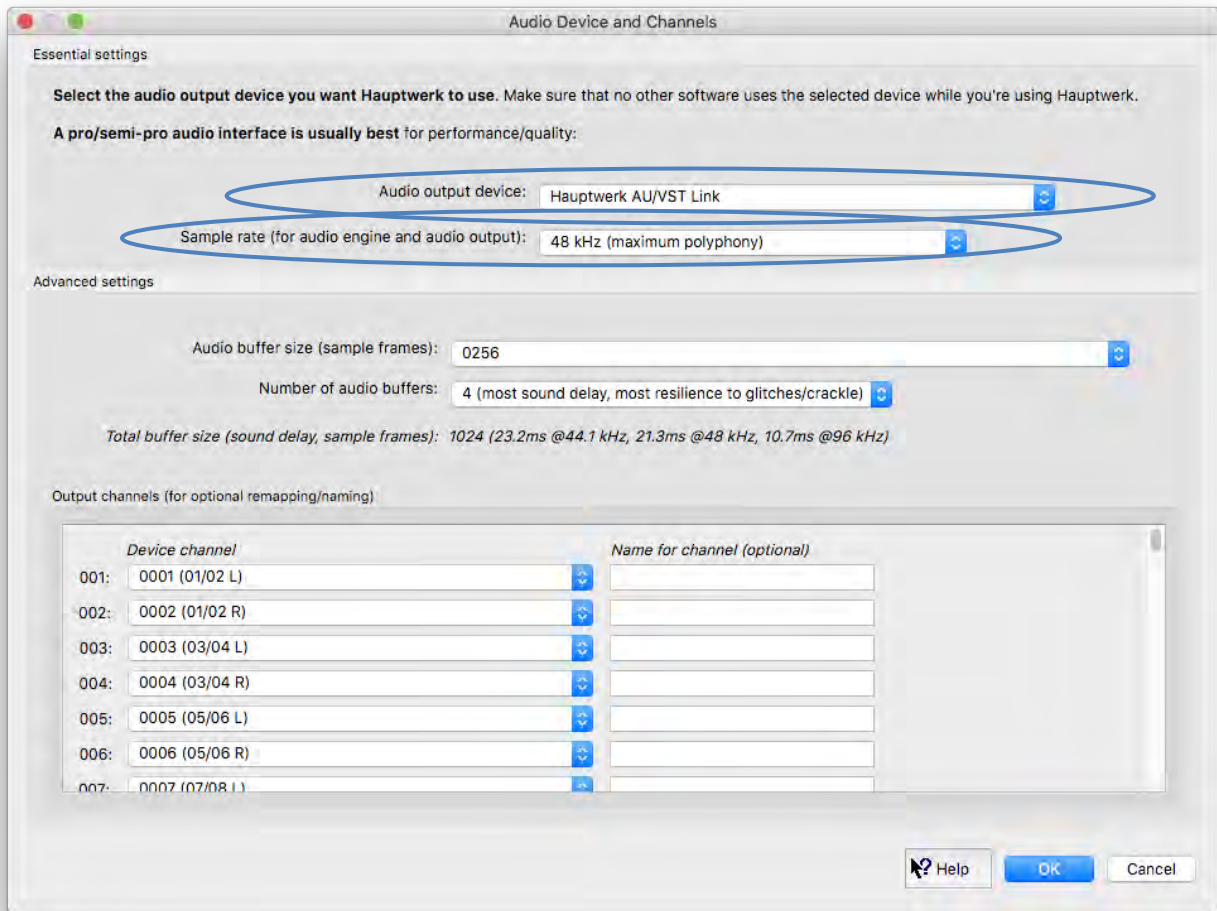 Audio Device and Channels
Essential settings
Select the audio output device you want Hauptwerk to use. Make sure that no other software uses the selected device while you're using Hauptwerk.
A pro/semi-pro audio interface is usually best for performance/quality:
Audio output device: Hauptwerk AU/VST Link
Sample rate (for audio engine and audio output): 48 kHz (maximum polyphony)
Advanced settings
Audio buffer size (sample frames): 0256
Number of audio buffers: 4 (most sound delay, most resilience to glitches/crackle)
Total buffer size (sound delay, sample frames): 1024 (23.2ms @44.1 kHz, 21.3ms @48 kHz, 10.7ms @96 kHz)
Output channels (for optional remapping/naming)
Device channel Name for channel (optional)
001: 0001 (01/02 L)
002: 0002 (01/02 R)
003: 0003 (03/04 L)
004: 0004 (03/04 R)
005: 0005 (05/06 L)
006: 0006 (05/06 R)
007: 0007 (07/08 L)
? Help OK Cancel